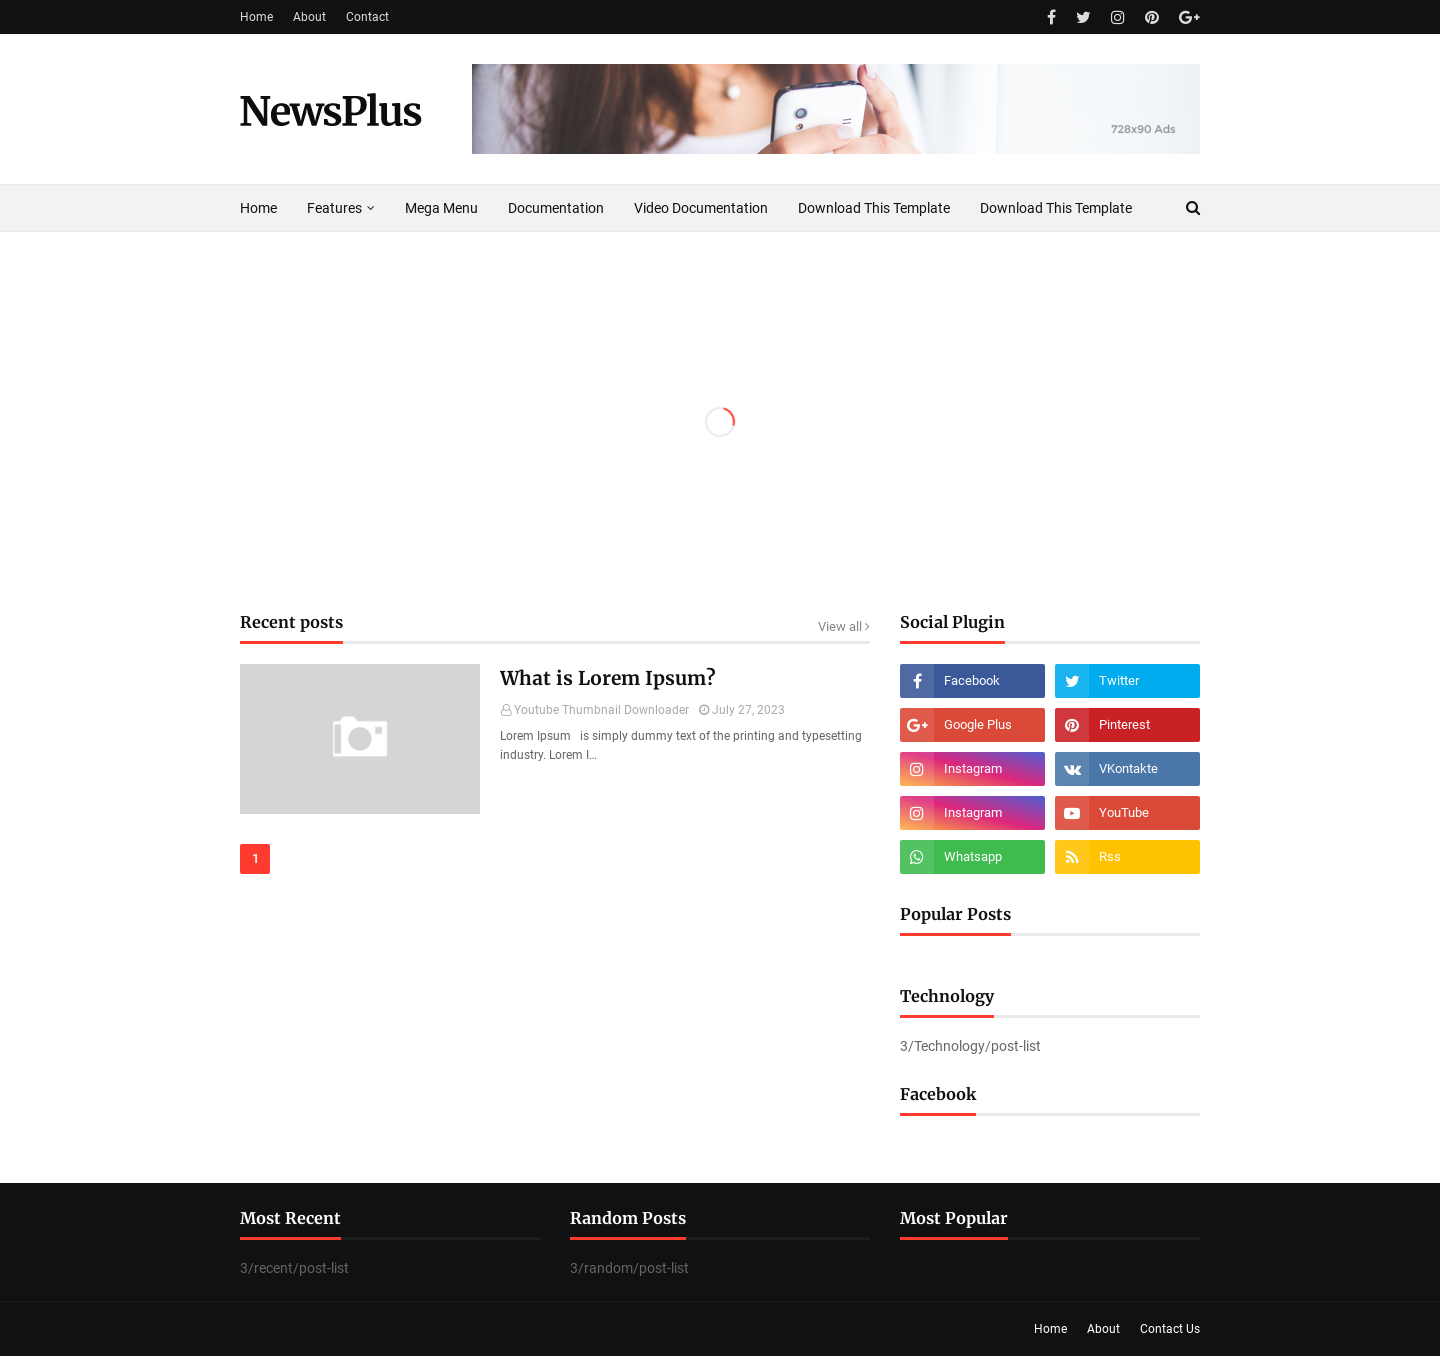 Home About Contact
NewsPlus
728x90 Ads
Home Features Mega Menu Documentation Video Documentation Download This Template Download This Template
Recent posts
View all
What is Lorem Ipsum?
Youtube Thumbnail Downloader July 27, 2023
Lorem Ipsum is simply dummy text of the printing and typesetting
industry. Lorem I…
1
Social Plugin
Facebook Twitter
Google Plus Pinterest
Instagram VKontakte
Instagram YouTube
Whatsapp Rss
Popular Posts
Technology
3/Technology/post-list
Facebook
Most Recent
3/recent/post-list
Random Posts
3/random/post-list
Most Popular
Home About Contact Us